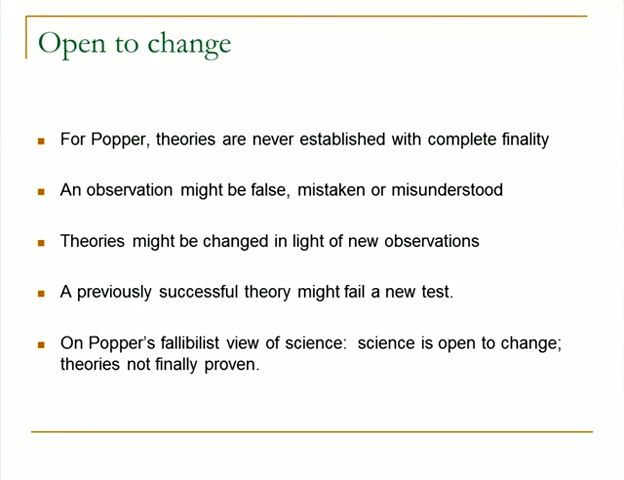 Open to change
For Popper, theories are never established with complete finality
An observation might be false, mistaken or misunderstood
Theories might be changed in light of new observations
A previously successful theory might fail a new test.
On Popper's fallibilist view of science: science is open to change;
theories not finally proven.